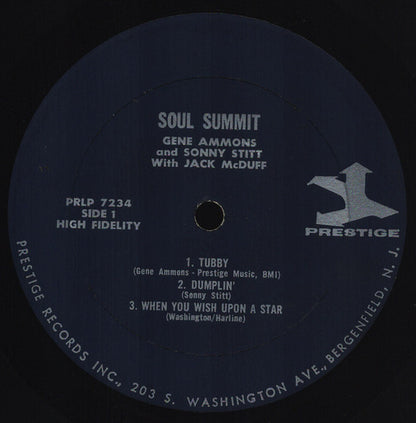 SOUL SUMMIT
GENE AMMONS
and SONNY STITT
With JACK McDUFF
PRLP 7234
SIDE 1
HIGH FIDELITY
PRESTIGE
1. TUBBY
(Gene Ammons - Prestige Music, BMI)
2. DUMPLIN'
(Sonny Stitt)
3. WHEN YOU WISH UPON A STAR
(Washington/Harline)
PRESTIGE RECORDS INC., 203 S. WASHINGTON AVE., BERGENFIELD, N. J.